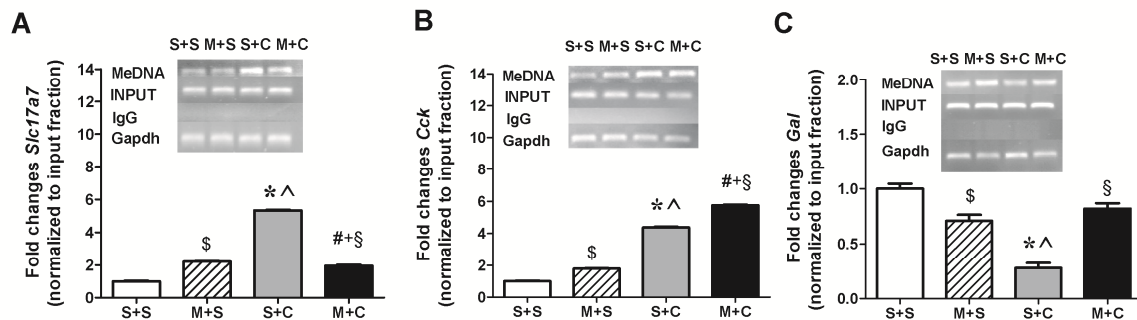 A
S+S M+S S+C M+C
MeDNA
INPUT
IgG
Gapdh
Fold changes Slc17a7
(normalized to input fraction)
14
12
10
8
6
4
2
0
$
*^
#+§
S+S M+S S+C M+C
B
S+S M+S S+C M+C
MeDNA
INPUT
IgG
Gapdh
Fold changes Cck
(normalized to input fraction)
14
12
10
8
6
4
2
0
$
*^
#+§
S+S M+S S+C M+C
C
S+S M+S S+C M+C
MeDNA
INPUT
IgG
Gapdh
Fold changes Gal
(normalized to input fraction)
2.0
1.5
1.0
0.5
0.0
$
*^
§
S+S M+S S+C M+C